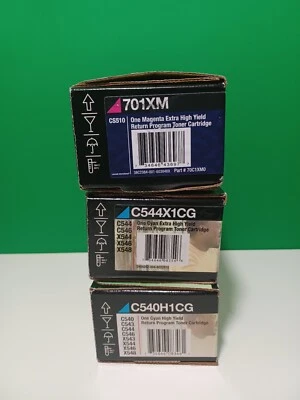 701XM
CS510
One Magenta Extra High Yield
Return Program Toner Cartridge
Part # 70C1XM0
C544X1CG
C544
C546
X544
X546
X548
One Cyan Extra High Yield
Return Program Toner Cartridge
C540H1CG
C540
C543
C544
C546
X543
X544
X546
X548
One Cyan High Yield
Return Program Toner Cartridge